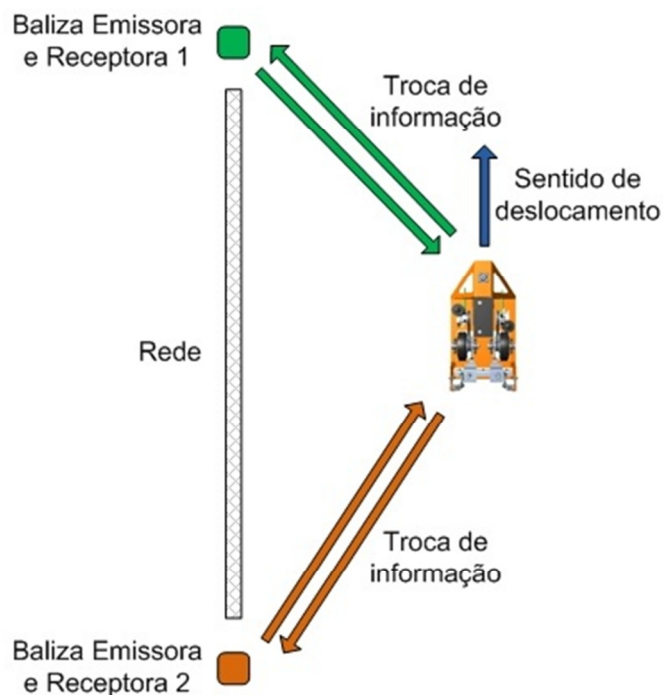 Baliza Emissora
e Receptora 1
Troca de
informação
Sentido de
deslocamento
Rede
Troca de
informação
Baliza Emissora
e Receptora 2